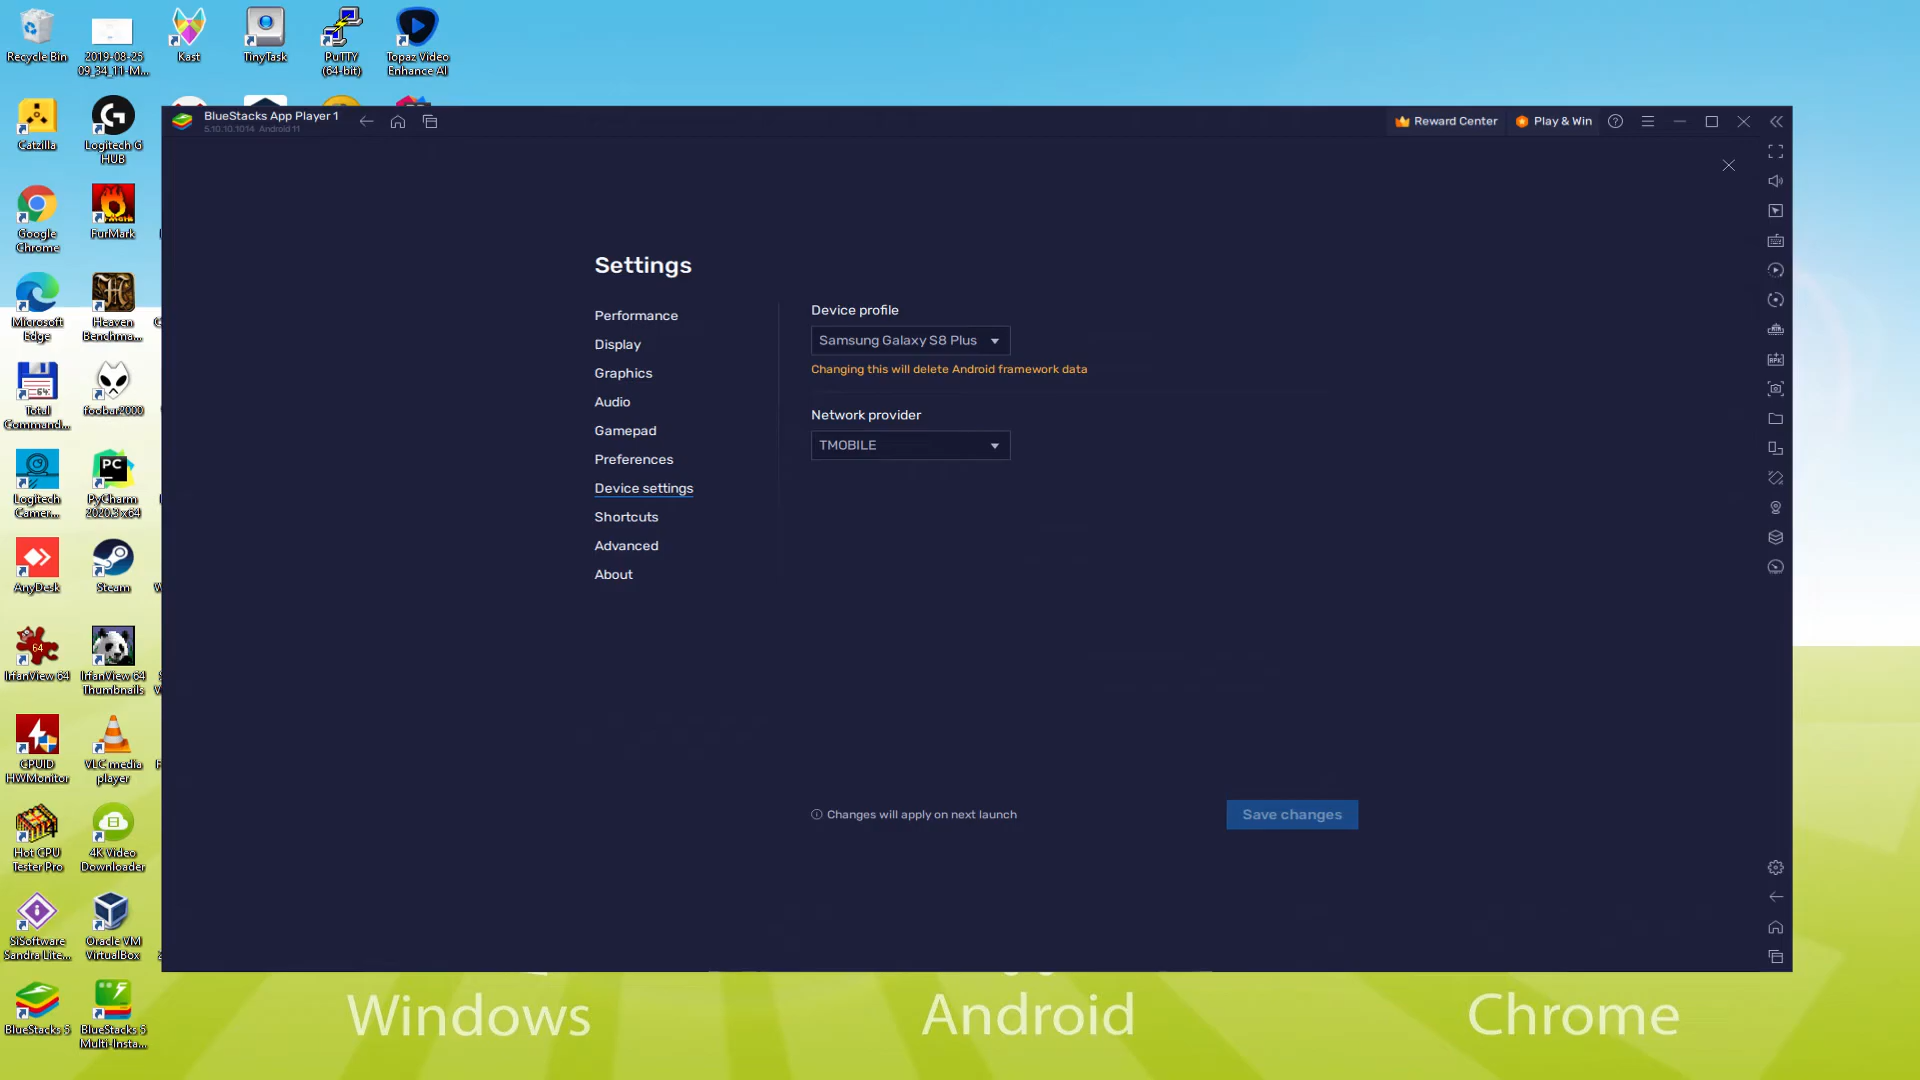 Recycle Bin
2019-08-25
09_34_11-M...
Kast
TinyTask
PuTTY
(64-bit)
Topaz Video
Enhance AI
Catzilla
Logitech G
HUB
Google
Chrome
FurMark
Microsoft
Edge
Heaven
Benchma...
Total
Command...
foobar2000
Logitech
Camer...
PyCharm
2020.3 x64
AnyDesk
Steam
IrfanView 64
IrfanView 64
Thumbnails
CPUID
HWMonitor
VLC media
player
Hot CPU
Tester Pro
4K Video
Downloader
SiSoftware
Sandra Lite...
Oracle VM
VirtualBox
BlueStacks 5
BlueStacks 5
Multi-Insta...
BlueStacks App Player 1
5.10.10.1014 Android 11
Reward Center
Play & Win
Settings
Performance
Display
Graphics
Audio
Gamepad
Preferences
Device settings
Shortcuts
Advanced
About
Device profile
Samsung Galaxy S8 Plus
Changing this will delete Android framework data
Network provider
TMOBILE
Changes will apply on next launch
Save changes
Windows
Android
Chrome